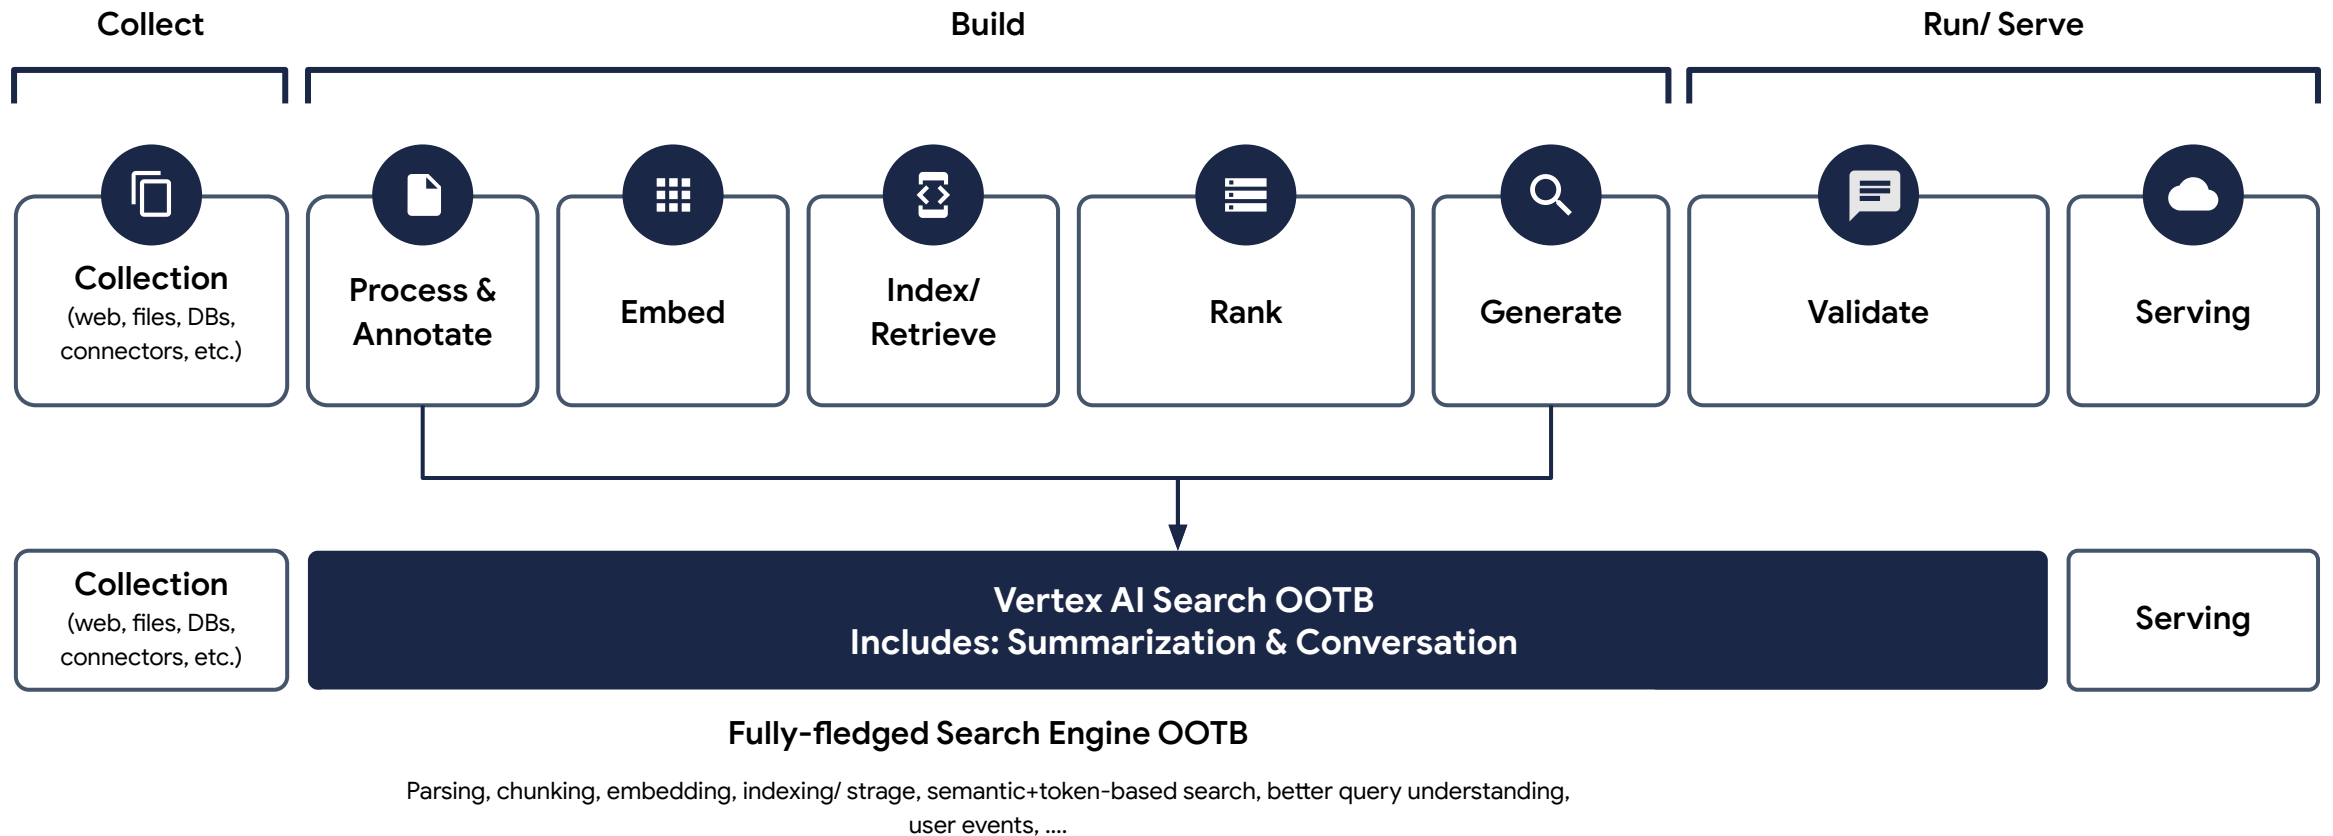 Collect
Build
Run/ Serve
Collection
(web, files, DBs,
connectors, etc.)
Process &
Annotate
Embed
Index/
Retrieve
Rank
Generate
Validate
Serving
Collection
(web, files, DBs,
connectors, etc.)
Vertex AI Search OOTB
Includes: Summarization & Conversation
Serving
Fully-fledged Search Engine OOTB
Parsing, chunking, embedding, indexing/ strage, semantic+token-based search, better query understanding,
user events, ....